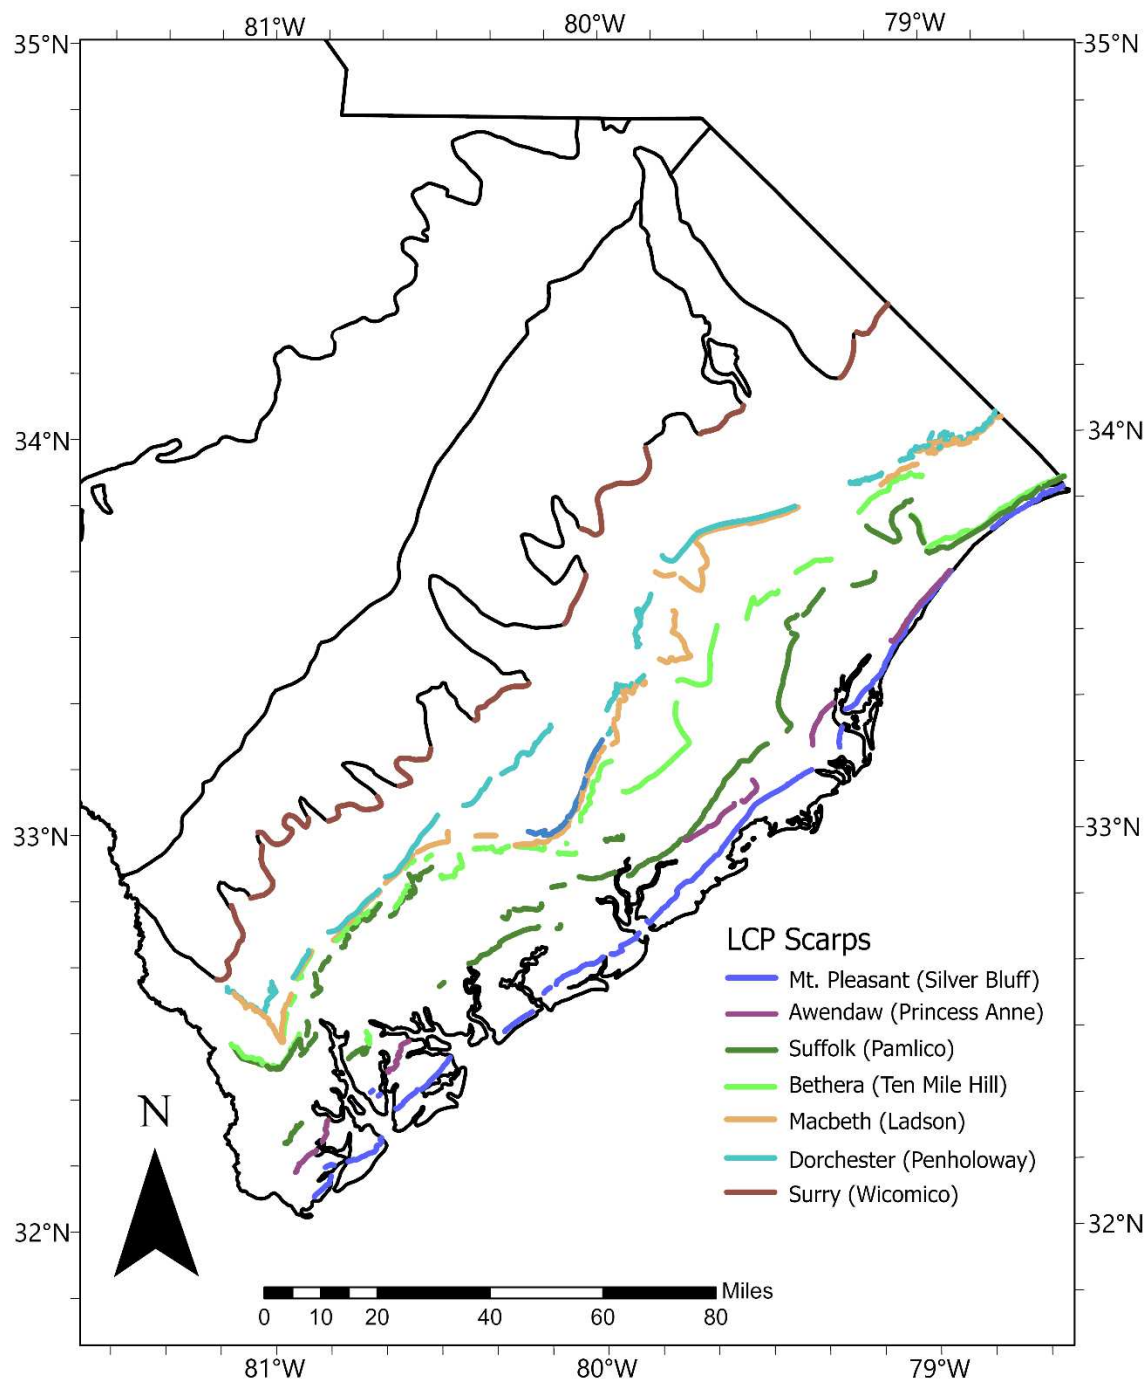 81°W 80°W 79°W
35°N 35°N
34°N 34°N
33°N 33°N
LCP Scarps
Mt. Pleasant (Silver Bluff)
Awendaw (Princess Anne)
Suffolk (Pamlico)
Bethera (Ten Mile Hill)
Macbeth (Ladson)
Dorchester (Penholoway)
Surry (Wicomico)
N
32°N 32°N
Miles
0 10 20 40 60 80
81°W 80°W 79°W